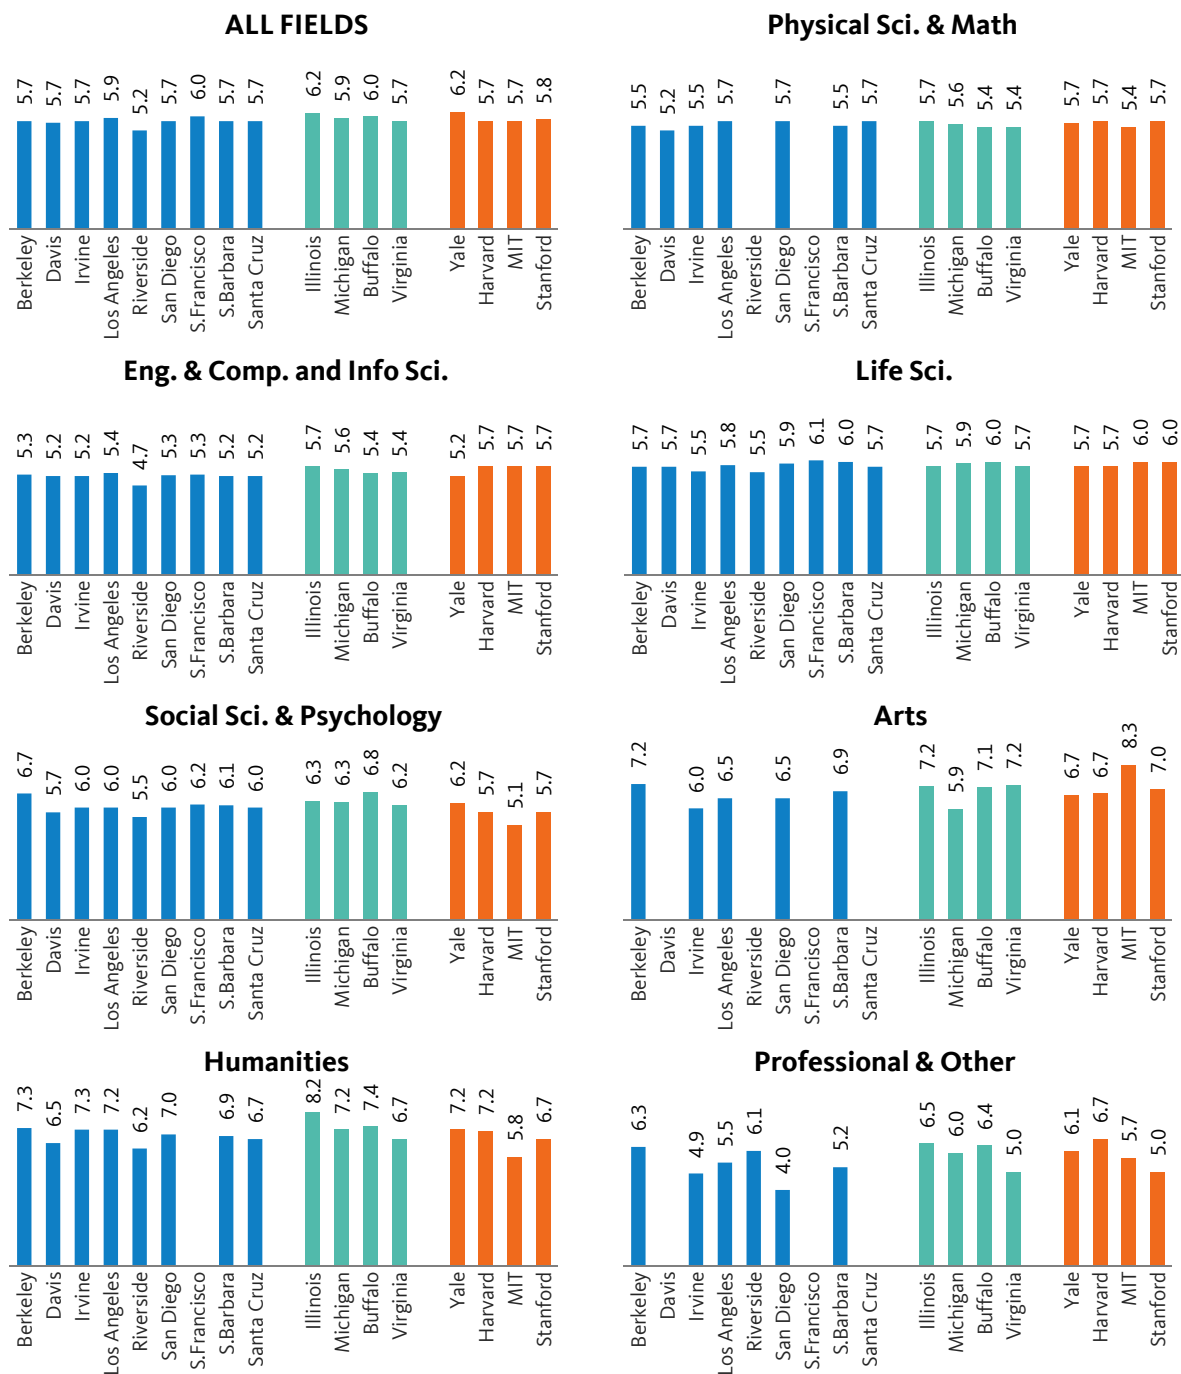 ALL FIELDS
5.7 5.7 5.7 5.9 5.2 5.7 6.0 5.7 5.7 6.2 5.9 6.0 5.7 6.2 5.7 5.7 5.8
Berkeley Davis Irvine Los Angeles Riverside San Diego S.Francisco S.Barbara Santa Cruz Illinois Michigan Buffalo Virginia Yale Harvard MIT Stanford
Physical Sci. & Math
5.5 5.2 5.5 5.7 5.7 5.5 5.7 5.7 5.6 5.4 5.4 5.7 5.7 5.4 5.7
Berkeley Davis Irvine Los Angeles Riverside San Diego S.Francisco S.Barbara Santa Cruz Illinois Michigan Buffalo Virginia Yale Harvard MIT Stanford
Eng. & Comp. and Info Sci.
5.3 5.2 5.2 5.4 4.7 5.3 5.3 5.2 5.2 5.7 5.6 5.4 5.4 5.2 5.7 5.7 5.7
Berkeley Davis Irvine Los Angeles Riverside San Diego S.Francisco S.Barbara Santa Cruz Illinois Michigan Buffalo Virginia Yale Harvard MIT Stanford
Life Sci.
5.7 5.7 5.5 5.8 5.5 5.9 6.1 6.0 5.7 5.7 5.9 6.0 5.7 5.7 5.7 6.0 6.0
Berkeley Davis Irvine Los Angeles Riverside San Diego S.Francisco S.Barbara Santa Cruz Illinois Michigan Buffalo Virginia Yale Harvard MIT Stanford
Social Sci. & Psychology
6.7 5.7 6.0 6.0 5.5 6.0 6.2 6.1 6.0 6.3 6.3 6.8 6.2 6.2 5.7 5.1 5.7
Berkeley Davis Irvine Los Angeles Riverside San Diego S.Francisco S.Barbara Santa Cruz Illinois Michigan Buffalo Virginia Yale Harvard MIT Stanford
Arts
7.2 6.0 6.5 6.5 6.9 7.2 5.9 7.1 7.2 6.7 6.7 8.3 7.0
Berkeley Davis Irvine Los Angeles Riverside San Diego S.Francisco S.Barbara Santa Cruz Illinois Michigan Buffalo Virginia Yale Harvard MIT Stanford
Humanities
7.3 6.5 7.3 7.2 6.2 7.0 6.9 6.7 8.2 7.2 7.4 6.7 7.2 7.2 5.8 6.7
Berkeley Davis Irvine Los Angeles Riverside San Diego S.Francisco S.Barbara Santa Cruz Illinois Michigan Buffalo Virginia Yale Harvard MIT Stanford
Professional & Other
6.3 4.9 5.5 6.1 4.0 5.2 6.5 6.0 6.4 5.0 6.1 6.7 5.7 5.0
Berkeley Davis Irvine Los Angeles Riverside San Diego S.Francisco S.Barbara Santa Cruz Illinois Michigan Buffalo Virginia Yale Harvard MIT Stanford